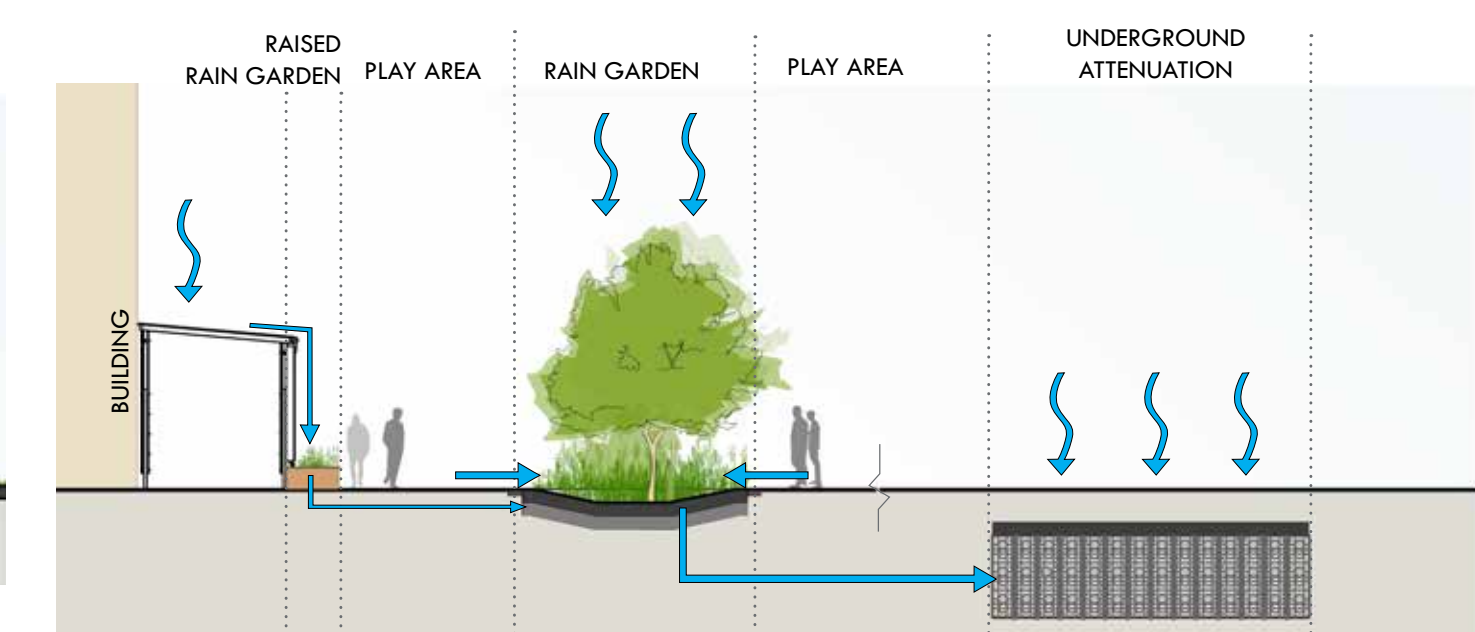 RAISED
RAIN GARDEN
PLAY AREA
RAIN GARDEN
PLAY AREA
UNDERGROUND
ATTENUATION
BUILDING